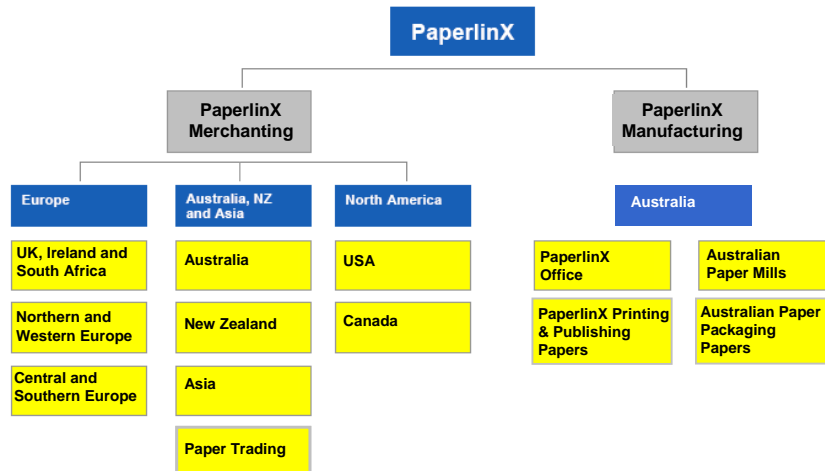 PaperlinX
PaperlinX
Merchanting
PaperlinX
Manufacturing
Europe
Australia, NZ
and Asia
North America
Australia
UK, Ireland and
South Africa
Australia
USA
PaperlinX
Office
Australian
Paper Mills
Northern and
Western Europe
New Zealand
Canada
PaperlinX Printing
& Publishing
Papers
Australian Paper
Packaging
Papers
Central and
Southern Europe
Asia
Paper Trading